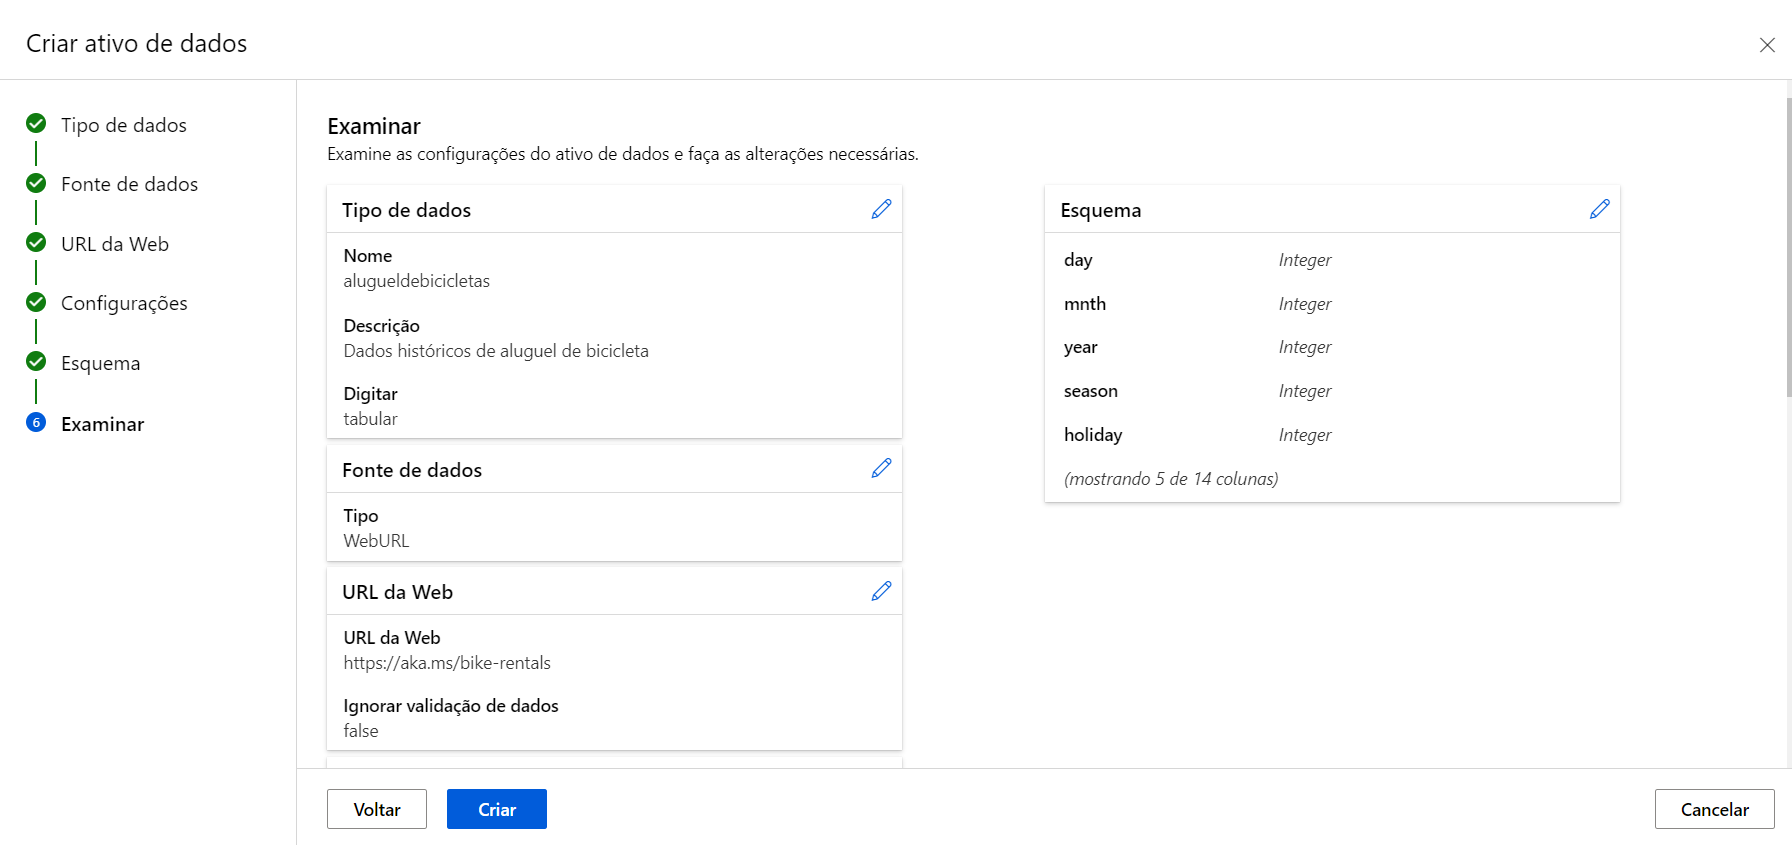 Criar ativo de dados
Tipo de dados
Fonte de dados
URL da Web
Configurações
Esquema
6
Examinar
Examinar
Examine as configurações do ativo de dados e faça as alterações necessárias.
Tipo de dados
Nome
alugueldebicicletas
Descrição
Dados históricos de aluguel de bicicleta
Digitar
tabular
Fonte de dados
Tipo
WebURL
URL da Web
URL da Web
https://aka.ms/bike-rentals
Ignorar validação de dados
false
Esquema
day Integer
mnth Integer
year Integer
season Integer
holiday Integer
(mostrando 5 de 14 colunas)
Voltar
Criar
Cancelar